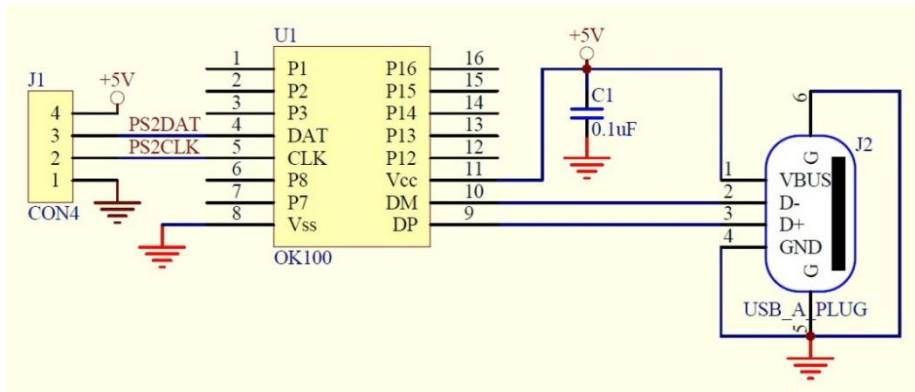 U1
+5V
J1
+5V
1 P1 P16 16
2 P2 P15 15
3 P3 P14 14
4 PS2DAT 4 DAT P13 13
3
2 PS2CLK 5 CLK P12 12
1
6 P8 Vcc 11
7 P7 DM 10
8 Vss DP 9
CON4
OK100
C1
0.1uF
6
J2
G
1 VBUS
2 D-
3 D+
4 GND
G
USB_A_PLUG
5